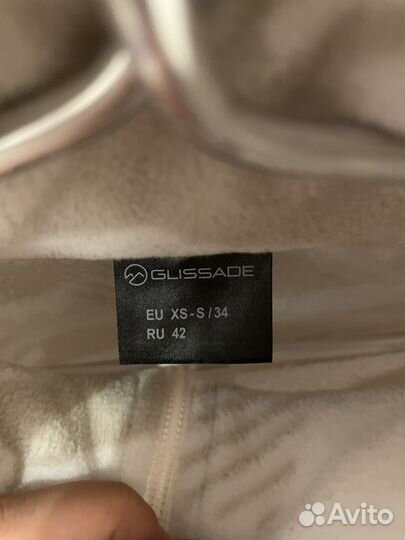 GLISSADE
EU XS-S/34
RU 42
Avito